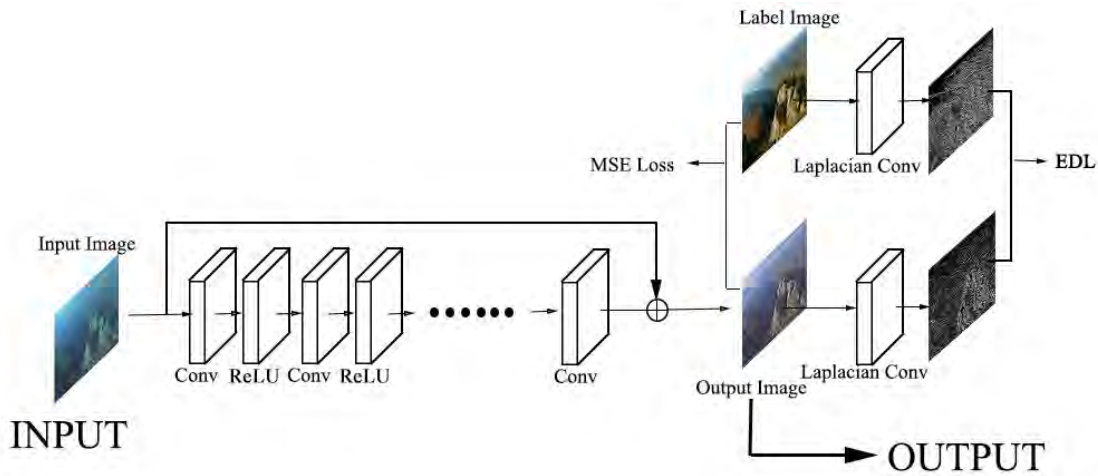 Label Image
MSE Loss
Laplacian Conv
EDL
Input Image
Conv
ReLU
Conv
ReLU
Conv
Output Image
Laplacian Conv
INPUT
OUTPUT